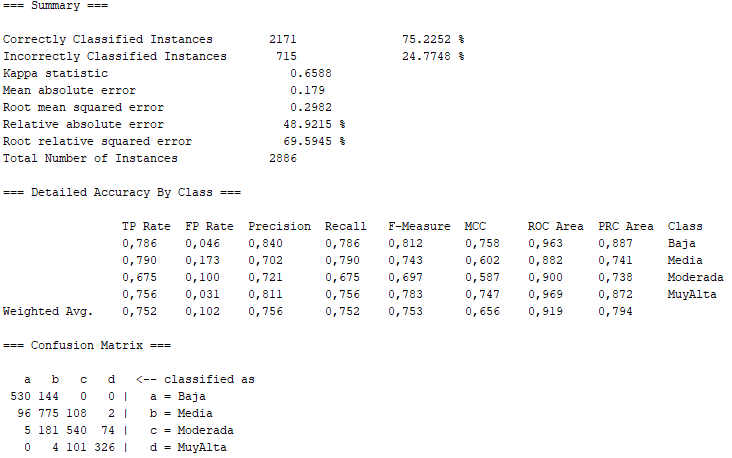 === Summary ===
Correctly Classified Instances 2171 75.2252 %
Incorrectly Classified Instances 715 24.7748 %
Kappa statistic 0.6588
Mean absolute error 0.179
Root mean squared error 0.2982
Relative absolute error 48.9215 %
Root relative squared error 69.5945 %
Total Number of Instances 2886
=== Detailed Accuracy By Class ===
TP Rate FP Rate Precision Recall F-Measure MCC ROC Area PRC Area Class
0,786 0,046 0,840 0,786 0,812 0,758 0,963 0,887 Baja
0,790 0,173 0,702 0,790 0,743 0,602 0,882 0,741 Media
0,675 0,100 0,721 0,675 0,697 0,587 0,900 0,738 Moderada
0,756 0,031 0,811 0,756 0,783 0,747 0,969 0,872 MuyAlta
Weighted Avg. 0,752 0,102 0,756 0,752 0,753 0,656 0,919 0,794
=== Confusion Matrix ===
a b c d <-- classified as
530 144 0 0 | a = Baja
96 775 108 2 | b = Media
5 181 540 74 | c = Moderada
0 4 101 326 | d = MuyAlta